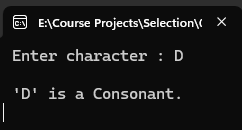 E:\Course Projects\Selection\
Enter character : D
'D' is a Consonant.